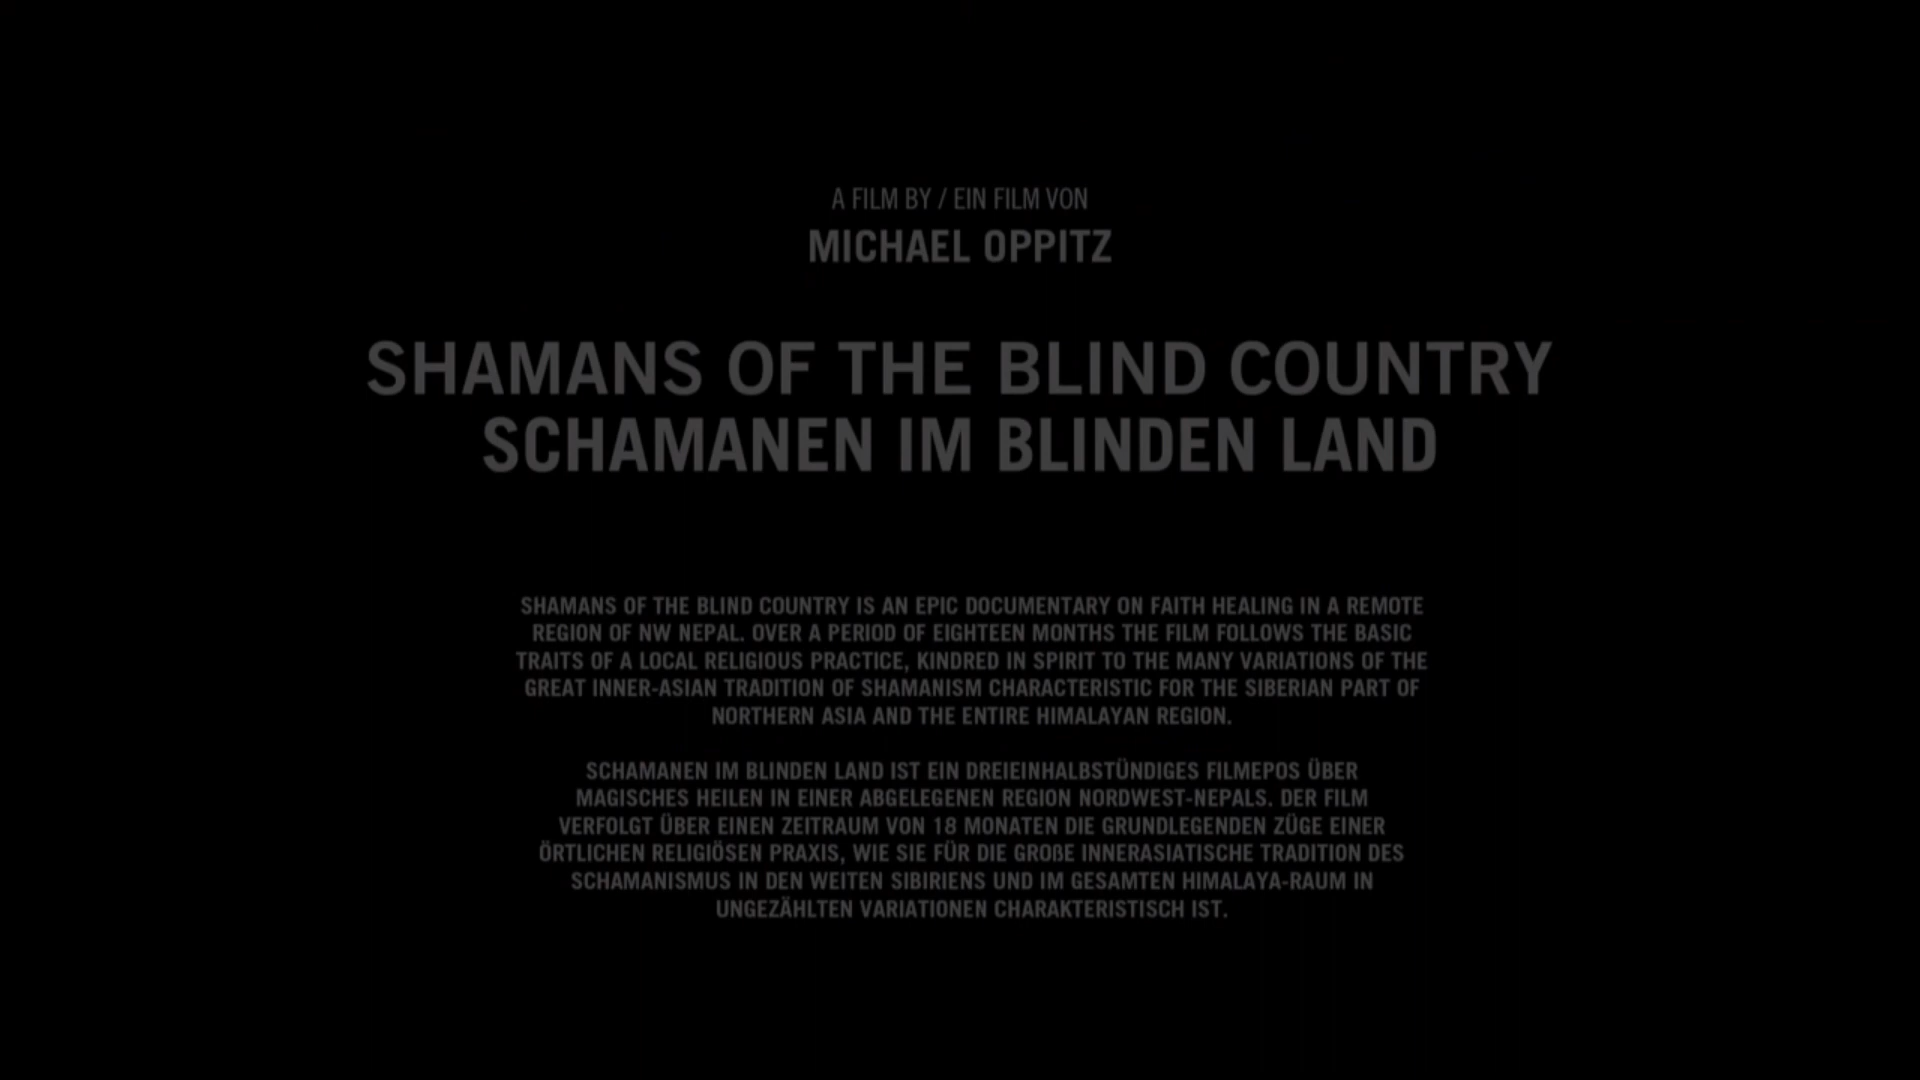 A FILM BY / EIN FILM VON
MICHAEL OPPITZ
SHAMANS OF THE BLIND COUNTRY
SCHAMANEN IM BLINDEN LAND
SHAMANS OF THE BLIND COUNTRY IS AN EPIC DOCUMENTARY ON FAITH HEALING IN A REMOTE
REGION OF NW NEPAL. OVER A PERIOD OF EIGHTEEN MONTHS THE FILM FOLLOWS THE BASIC
TRAITS OF A LOCAL RELIGIOUS PRACTICE, KINDRED IN SPIRIT TO THE MANY VARIATIONS OF THE
GREAT INNER-ASIAN TRADITION OF SHAMANISM CHARACTERISTIC FOR THE SIBERIAN PART OF
NORTHERN ASIA AND THE ENTIRE HIMALAYAN REGION.
SCHAMANEN IM BLINDEN LAND IST EIN DREIEINHALBSTÜNDIGES FILMEPOS ÜBER
MAGISCHES HEILEN IN EINER ABGELEGENEN REGION NORDWEST-NEPALS. DER FILM
VERFOLGT ÜBER EINEN ZEITRAUM VON 18 MONATEN DIE GRUNDLEGENDEN ZÜGE EINER
ÖRTLICHEN RELIGIÖSEN PRAXIS, WIE SIE FÜR DIE GROßE INNERASIATISCHE TRADITION DES
SCHAMANISMUS IN DEN WEITEN SIBIRIENS UND IM GESAMTEN HIMALAYA-RAUM IN
UNGEZÄHLTEN VARIATIONEN CHARAKTERISTISCH IST.